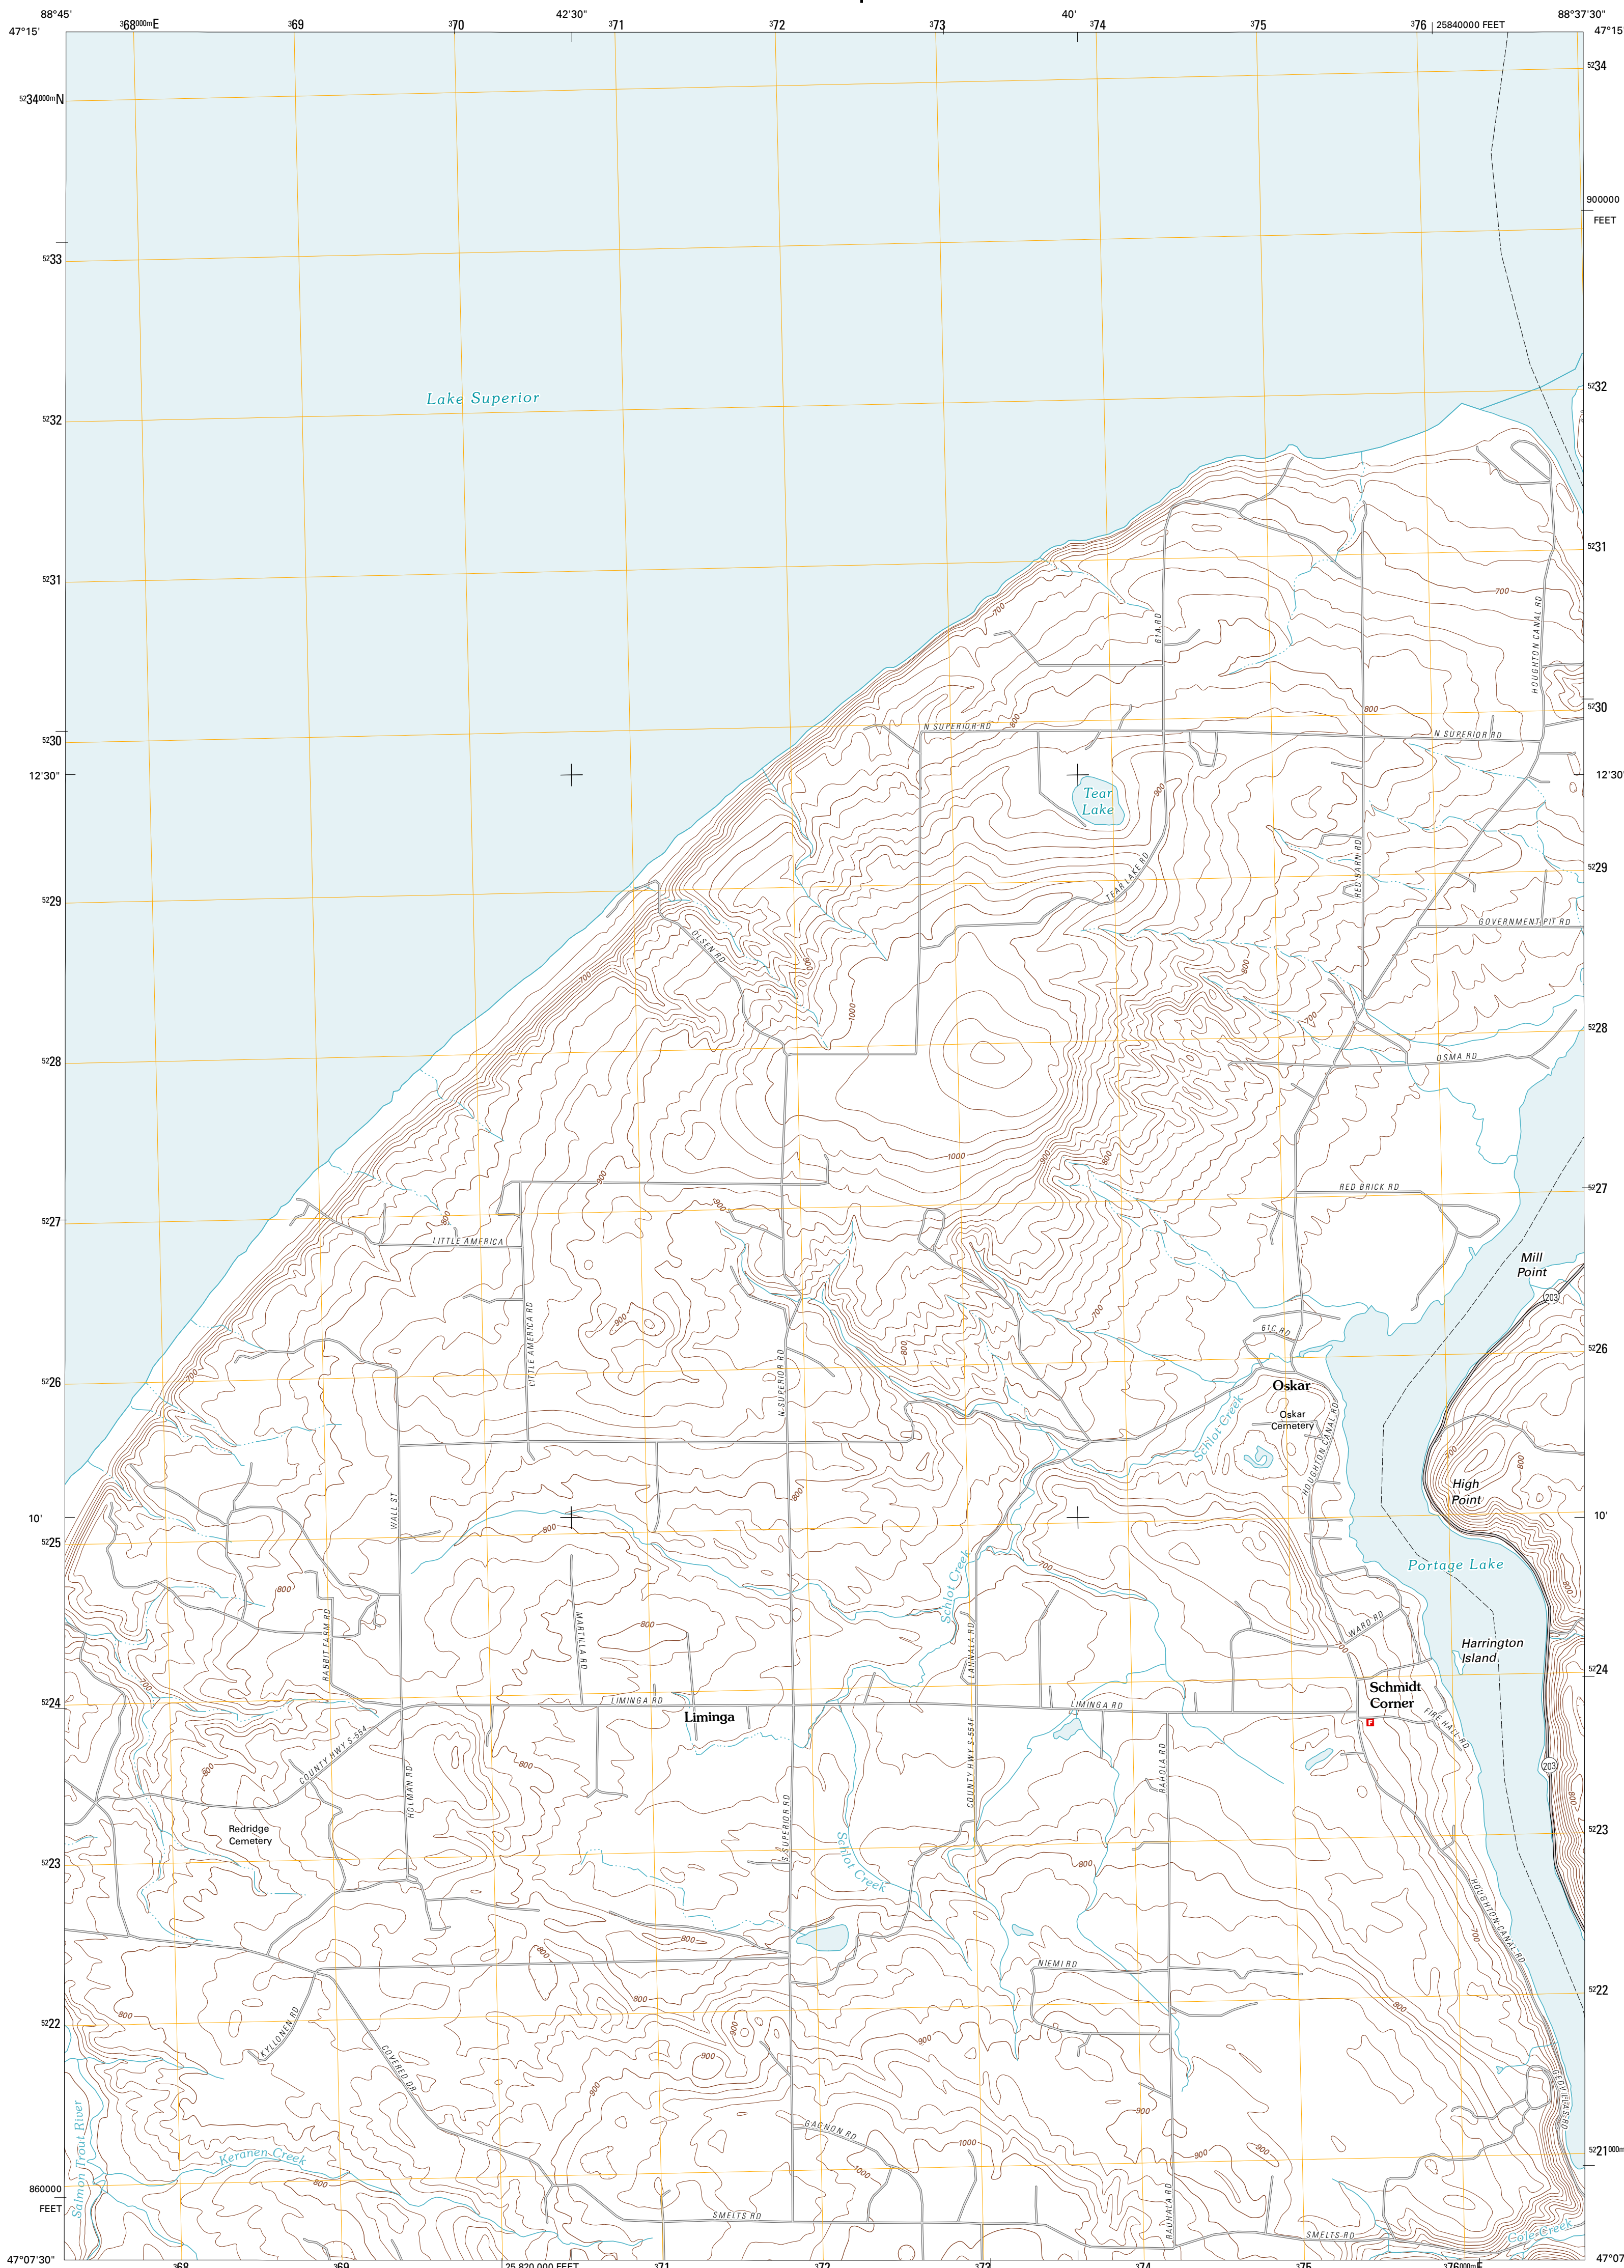 88°45'
³68⁰⁰⁰ᵐE
³69
³70
42'30"
³71
³72
³73
40'
³74
³75
³76
25840000 FEET
88°37'30"
47°15'
47°15
⁵²34
⁵²34⁰⁰⁰ᵐN
900000
FEET
⁵²33
Lake Superior
⁵²32
⁵²32
⁵²31
⁵²31
700
700
61A RD
HOUGHTON CANAL RD
⁵²30
⁵²30
800
800
N SUPERIOR RD
N SUPERIOR RD
12'30"
12'30
Tear
Lake
900
TEAR LAKE RD
RED BARN RD
⁵²29
⁵²29
GOVERNMENT PIT RD
OLSEN RD
900
800
700
1000
700
⁵²28
⁵²28
OSMA RD
1000
900
800
900
RED BRICK RD
⁵²27
⁵²27
900
800
LITTLE AMERICA
Mill
Point
203
LITTLE AMERICA RD
900
700
61C RD
800
N SUPERIOR RD
⁵²26
⁵²26
700
Oskar
Oskar
Cemetery
Schlot Creek
HOUGHTON CANAL RD
700
800
High
Point
WALL ST
800
10'
10'
800
⁵²25
Portage Lake
700
Schlot Creek
800
800
RABBIT FARM RD
MARTILLA RD
800
LAHNALA RD
WARD RD
700
Harrington
Island
700
⁵²24
⁵²24
LIMINGA RD
Liminga
LIMINGA RD
Schmidt
Corner
F
FIRE HALL RD
COUNTY HWY S-554
800
800
HOLMAN RD
COUNTY HWY S-554F
RAHOLA RD
203
800
Redridge
Cemetery
S SUPERIOR RD
⁵²23
⁵²23
Schlot Creek
800
HOUGHTON CANAL RD
700
800
800
NIEMI RD
⁵²22
⁵²22
800
800
800
KYLLONEN RD
COVERED DR
900
900
900
900
GEDVILLAS RD
Salmon Trout River
900
GAGNON RD
1000
1000
900
900
⁵²21⁰⁰⁰ᵐ
Keranen Creek
800
860000
FEET
SMELTS RD
RAUHALA RD
SMELTS RD
Cole Creek
47°07'30"
³68
³69
25 820 000 FEET
³71
³72
³73
³74
³75
³76⁰⁰⁰ᵐE